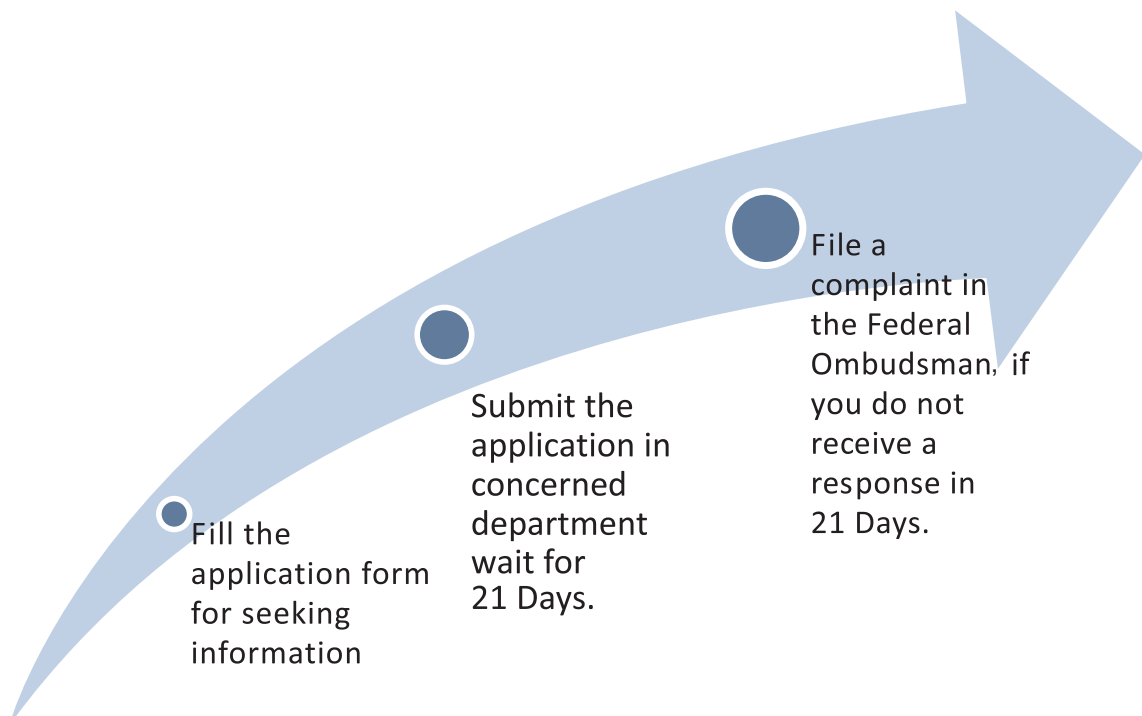 Fill the
application form
for seeking
information
Submit the
application in
concerned
department
wait for
21 Days.
File a
complaint in
the Federal
Ombudsman, if
you do not
receive a
response in
21 Days.